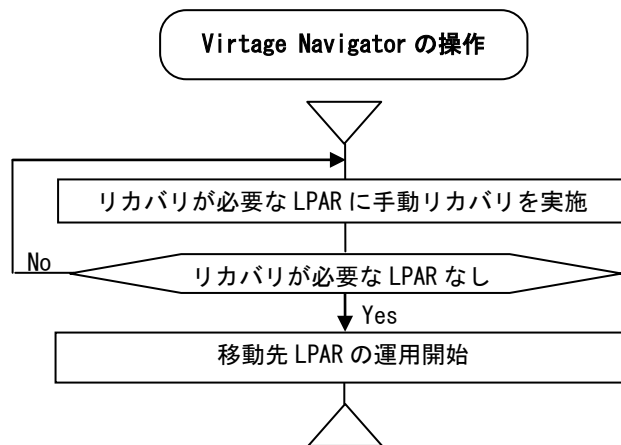 Virtage Navigator の操作
リカバリが必要な LPAR に手動リカバリを実施
No
リカバリが必要な LPAR なし
Yes
移動先 LPAR の運用開始